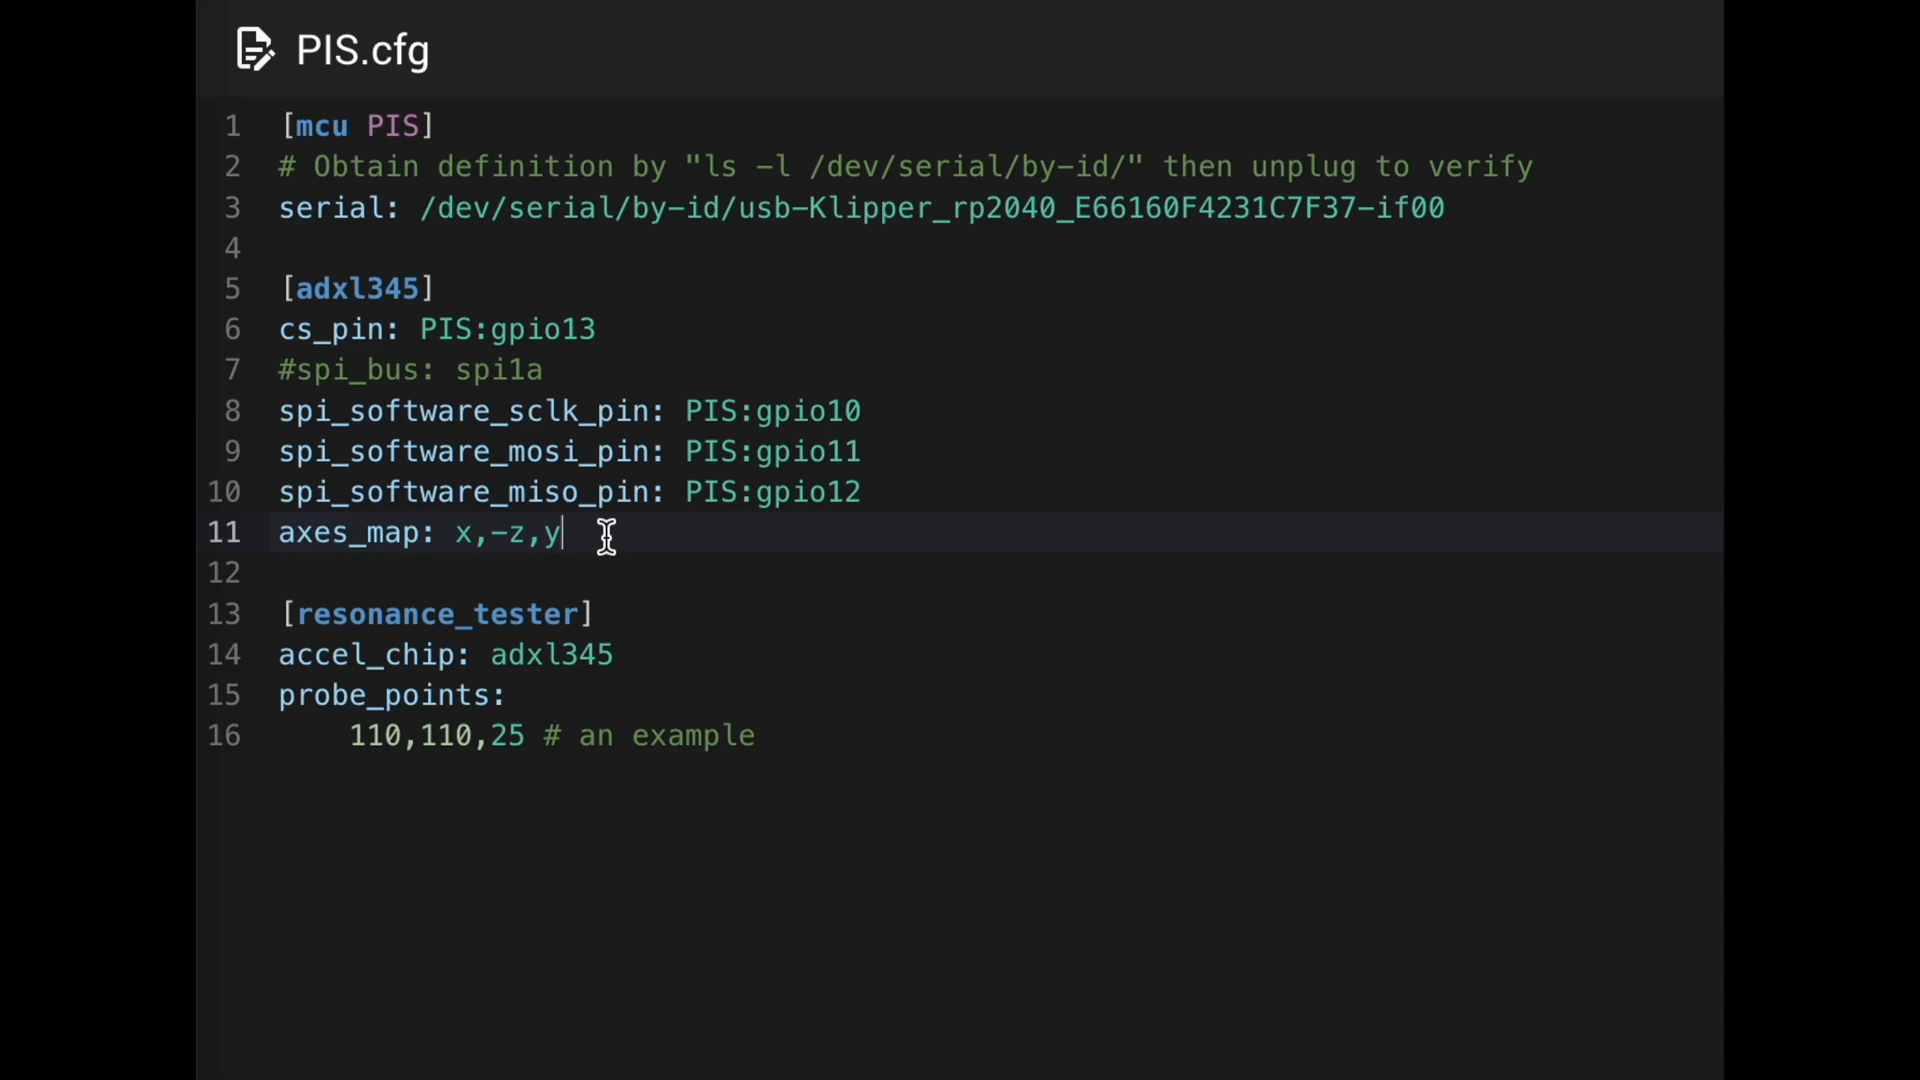 PIS.cfg
1 [mcu PIS]
2 # Obtain definition by "ls -l /dev/serial/by-id/" then unplug to verify
3 serial: /dev/serial/by-id/usb-Klipper_rp2040_E66160F4231C7F37-if00
4
5 [adxl345]
6 cs_pin: PIS:gpio13
7 #spi_bus: spi1a
8 spi_software_sclk_pin: PIS:gpio10
9 spi_software_mosi_pin: PIS:gpio11
10 spi_software_miso_pin: PIS:gpio12
11 axes_map: x,-z,y
12
13 [resonance_tester]
14 accel_chip: adxl345
15 probe_points:
16     110,110,25 # an example